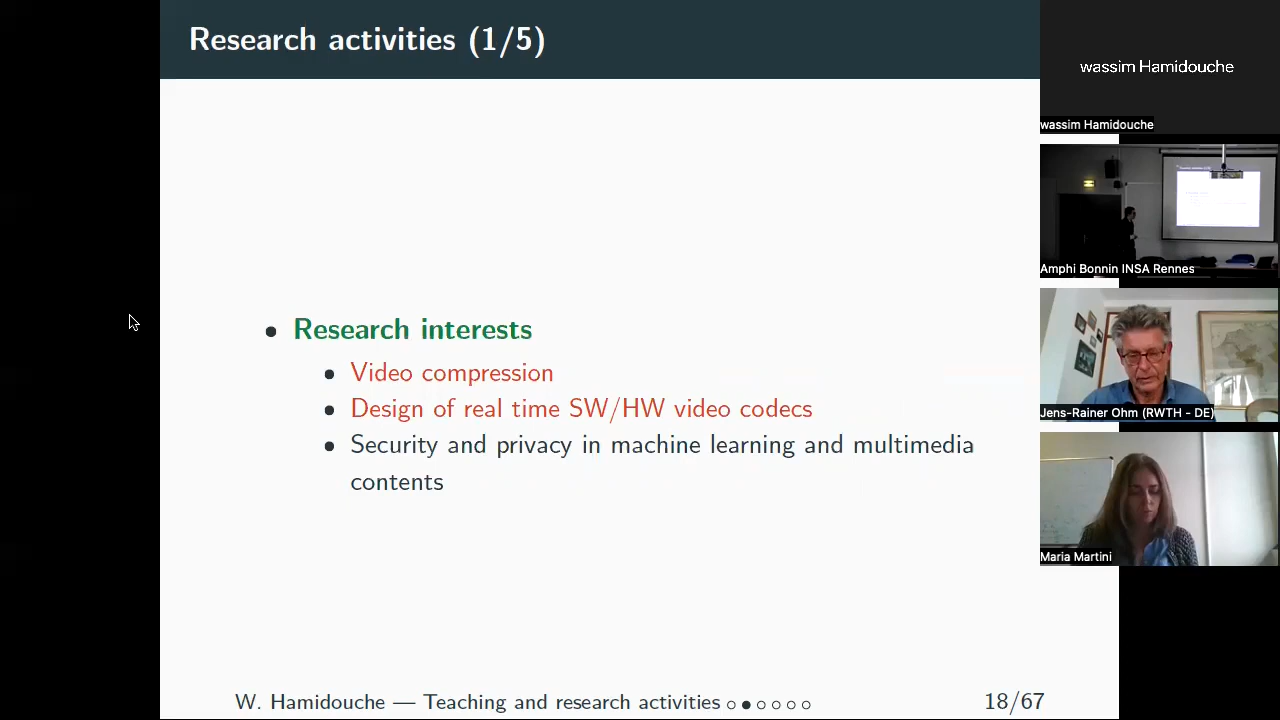 Research activities (1/5)
Research interests
Video compression
Design of real time SW/HW video codecs
Security and privacy in machine learning and multimedia
contents
W. Hamidouche — Teaching and research activities
18/67
wassim Hamidouche
wassim Hamidouche
Amphi Bonnin INSA Rennes
Jens-Rainer Ohm (RWTH - DE)
Maria Martini